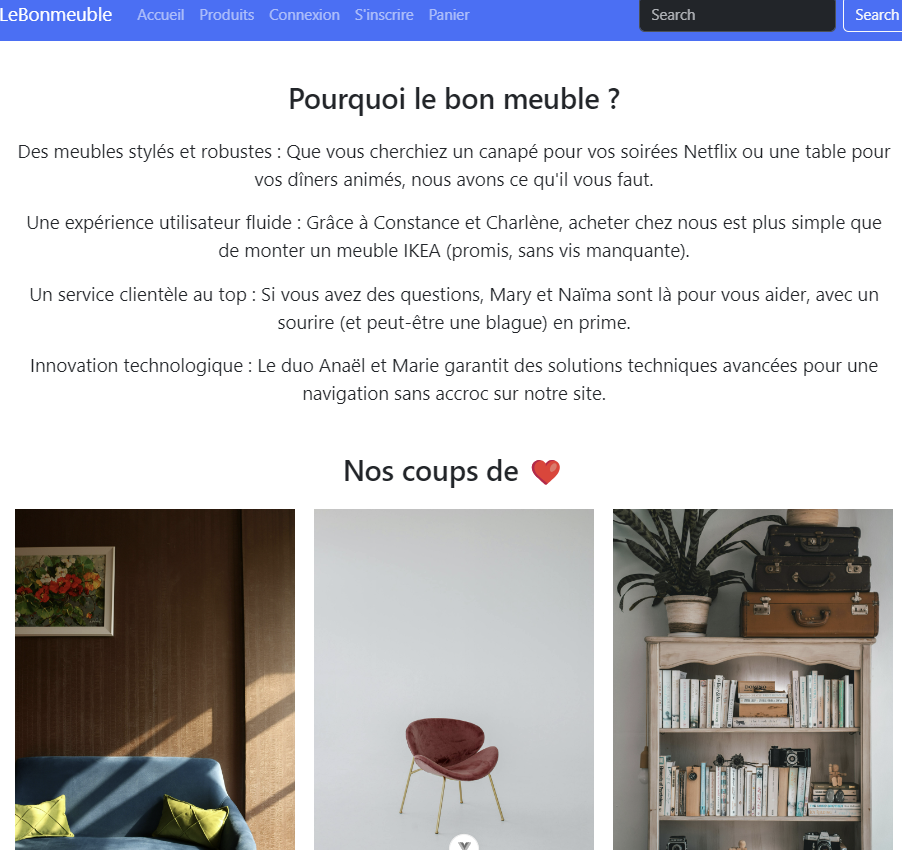 LeBonmeuble Accueil Produits Connexion S'inscrire Panier Search Search
Pourquoi le bon meuble ?
Des meubles stylés et robustes : Que vous cherchiez un canapé pour vos soirées Netflix ou une table pour
vos dîners animés, nous avons ce qu'il vous faut.
Une expérience utilisateur fluide : Grâce à Constance et Charlène, acheter chez nous est plus simple que
de monter un meuble IKEA (promis, sans vis manquante).
Un service clientèle au top : Si vous avez des questions, Mary et Naïma sont là pour vous aider, avec un
sourire (et peut-être une blague) en prime.
Innovation technologique : Le duo Anaël et Marie garantit des solutions techniques avancées pour une
navigation sans accroc sur notre site.
Nos coups de ❤️